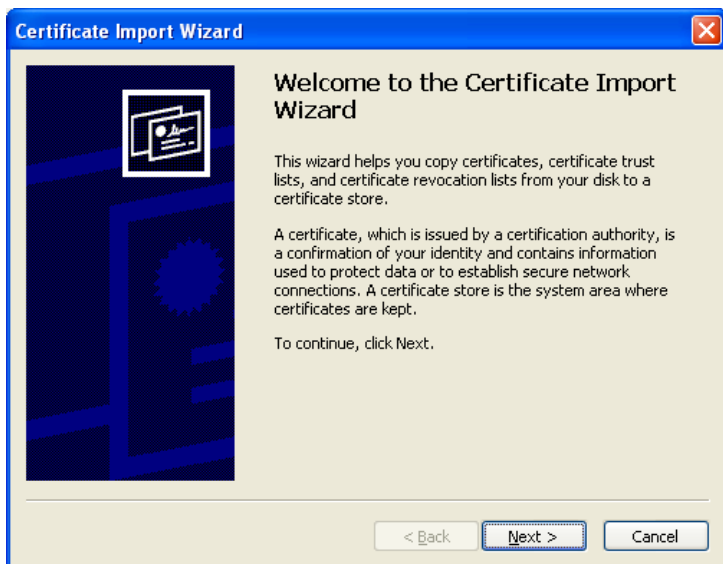 Certificate Import Wizard
Welcome to the Certificate Import
Wizard
This wizard helps you copy certificates, certificate trust
lists, and certificate revocation lists from your disk to a
certificate store.
A certificate, which is issued by a certification authority, is
a confirmation of your identity and contains information
used to protect data or to establish secure network
connections. A certificate store is the system area where
certificates are kept.
To continue, click Next.
< Back
Next >
Cancel